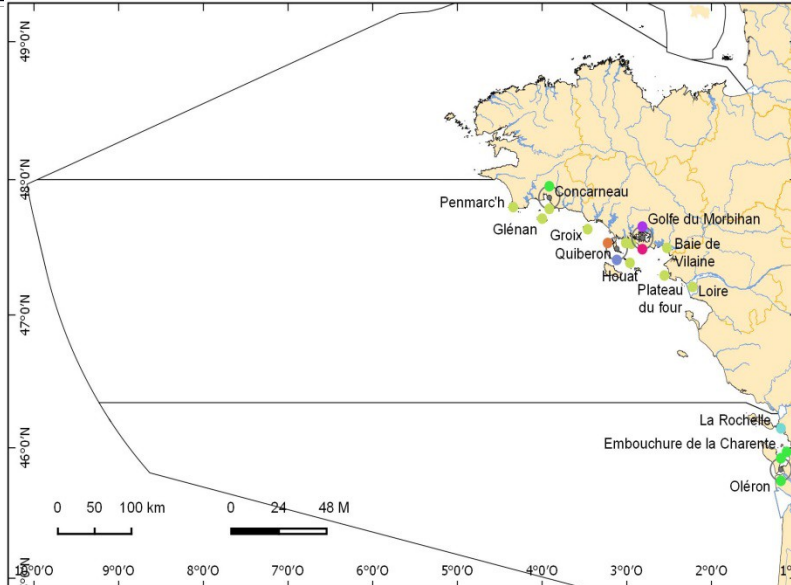 49°0'N
48°0'N
Concarneau
Penmarc'h
Golfe du Morbihan
Glénan
Groix
Baie de
Vilaine
Quiberon
Houat
Plateau
du four
Loire
47°0'N
La Rochelle
46°0'N
Embouchure de la Charente
Oléron
0 50 100 km
0 24 48 M
10°0'O 9°0'O 8°0'O 7°0'O 6°0'O 5°0'O 4°0'O 3°0'O 2°0'O